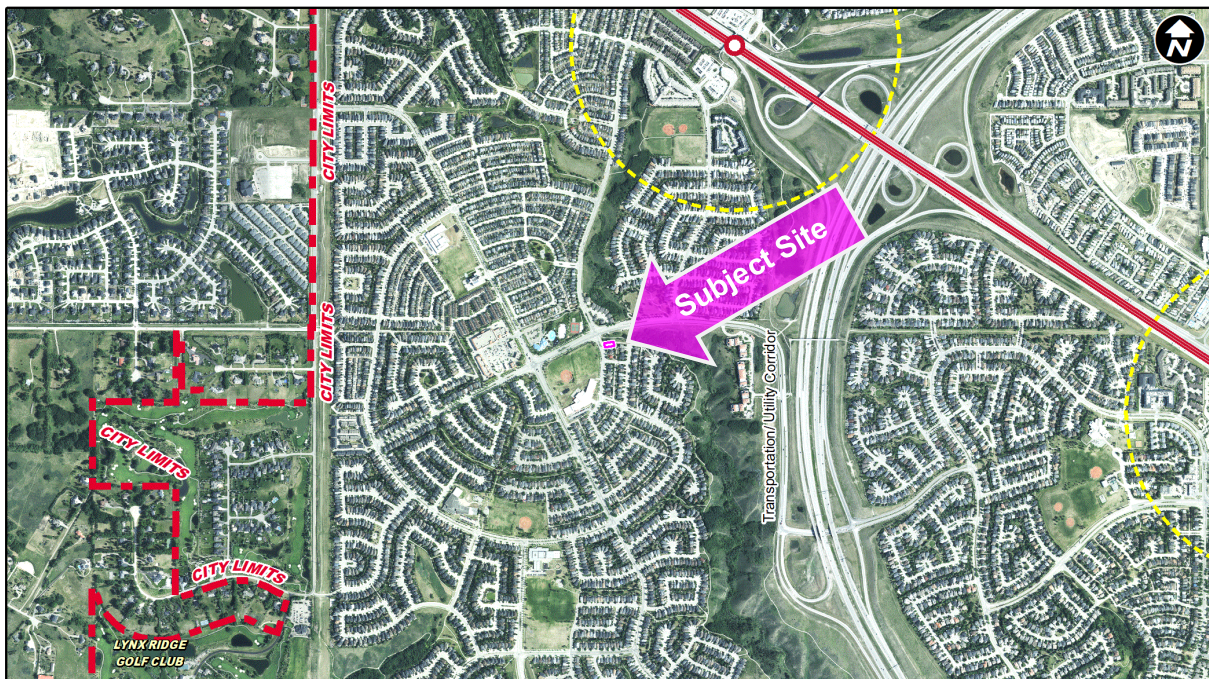 N
CITY LIMITS
Subject Site
CITY LIMITS
Transportation/ Utility Corridor
CITY LIMITS
CITY LIMITS
LYNX RIDGE
GOLF CLUB